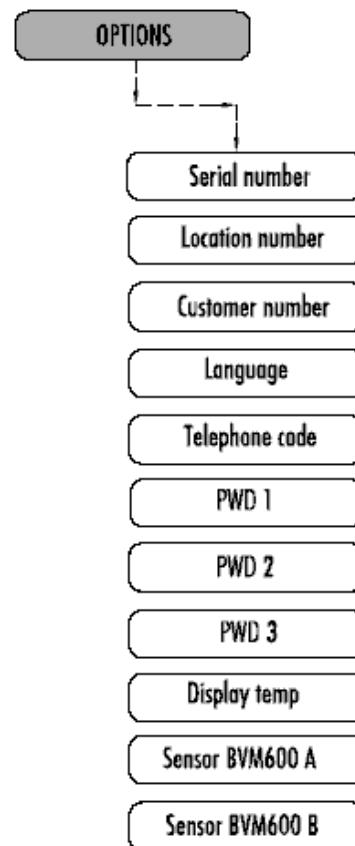 OPTIONS
Serial number
Location number
Customer number
Language
Telephone code
PWD 1
PWD 2
PWD 3
Display temp
Sensor BVM600 A
Sensor BVM600 B